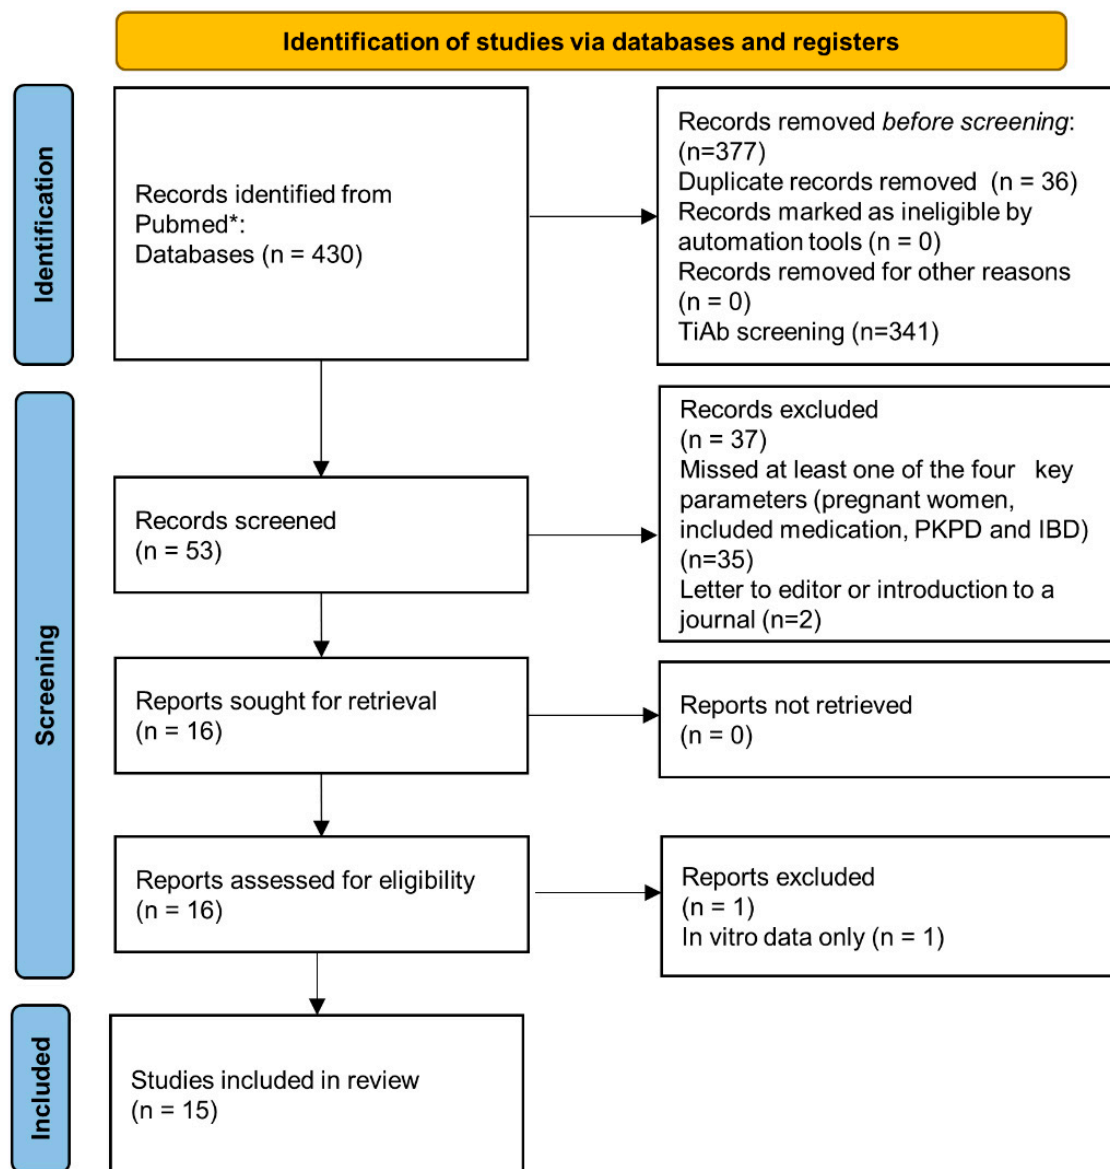 Identification of studies via databases and registers
Identification
Records identified from
Pubmed*:
Databases (n = 430)
Records removed before screening:
(n=377)
Duplicate records removed (n = 36)
Records marked as ineligible by
automation tools (n = 0)
Records removed for other reasons
(n = 0)
TiAb screening (n=341)
Screening
Records screened
(n = 53)
Records excluded
(n = 37)
Missed at least one of the four key
parameters (pregnant women,
included medication, PKPD and IBD)
(n=35)
Letter to editor or introduction to a
journal (n=2)
Reports sought for retrieval
(n = 16)
Reports not retrieved
(n = 0)
Reports assessed for eligibility
(n = 16)
Reports excluded
(n = 1)
In vitro data only (n = 1)
Included
Studies included in review
(n = 15)